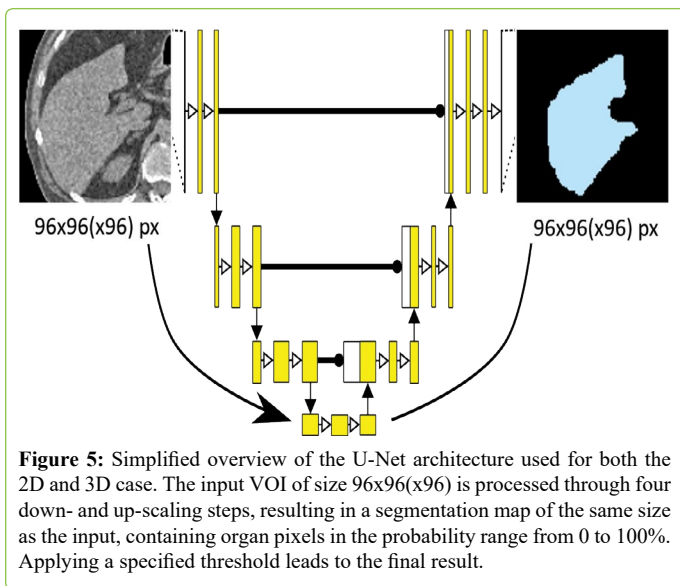 96x96(x96) px
96x96(x96) px
Figure 5: Simplified overview of the U-Net architecture used for both the
2D and 3D case. The input VOI of size 96x96(x96) is processed through four
down- and up-scaling steps, resulting in a segmentation map of the same size
as the input, containing organ pixels in the probability range from 0 to 100%.
Applying a specified threshold leads to the final result.